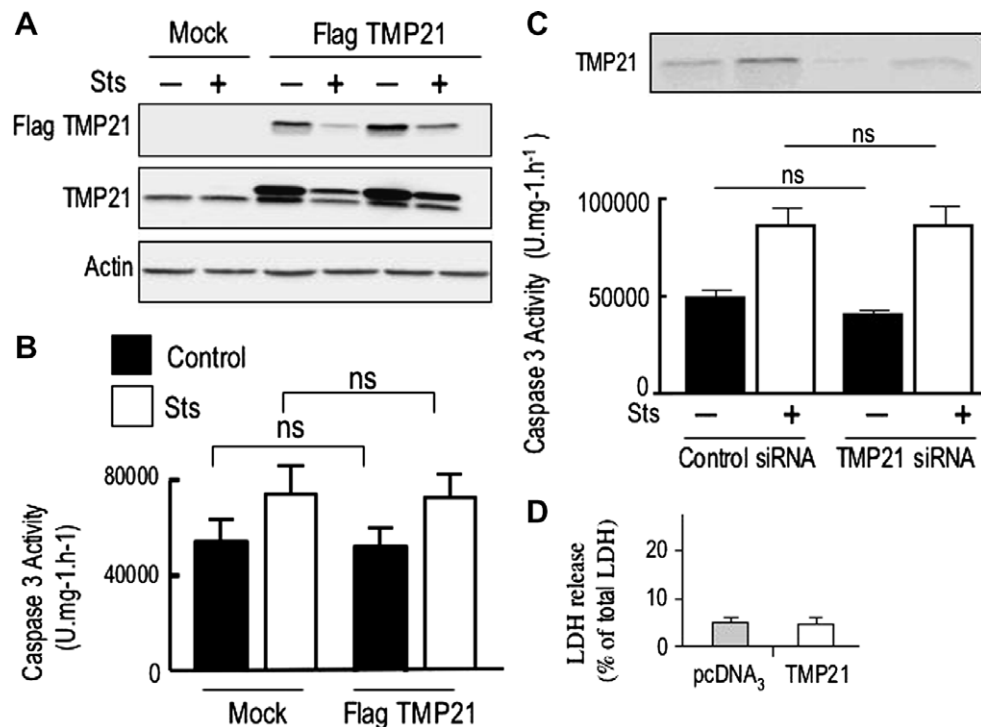 A
Mock
Flag TMP21
Sts – + – + – +
Flag TMP21
TMP21
Actin
B
Control
Sts
ns
ns
Caspase 3 Activity
(U.mg-1.h-1)
80000
40000
0
Mock
Flag TMP21
C
TMP21
ns
ns
Caspase 3 Activity (U.mg-1.h⁻¹)
100000
50000
0
Sts – + – +
Control siRNA
TMP21 siRNA
D
LDH release
(% of total LDH)
20
10
0
pcDNA₃
TMP21